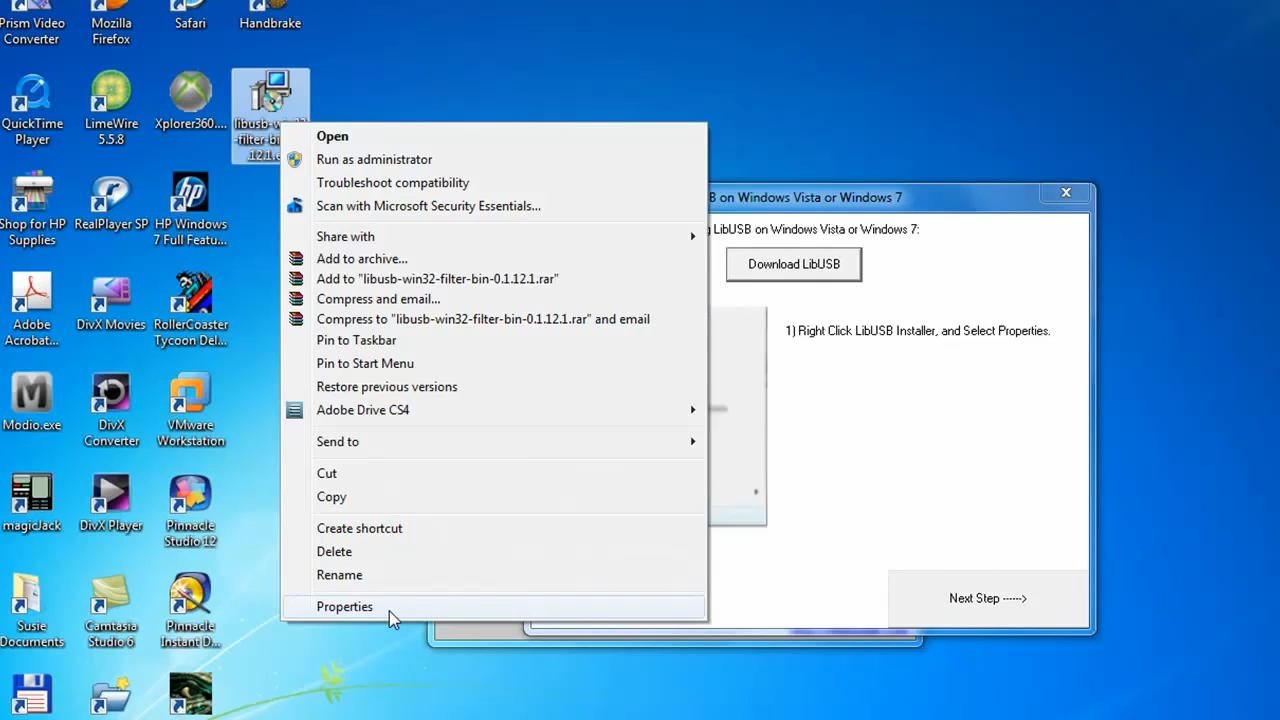 Prism Video
Converter
Mozilla
Firefox
Safari
Handbrake
QuickTime
Player
LimeWire
5.5.8
Xplorer360....
libusb-w
-filter-b
.12.1.e
Shop for HP
Supplies
RealPlayer SP
HP Windows
7 Full Featu...
Adobe
Acrobat...
DivX Movies
RollerCoaster
Tycoon Del...
Modio.exe
DivX
Converter
VMware
Workstation
magicJack
DivX Player
Pinnacle
Studio 12
Susie
Documents
Camtasia
Studio 6
Pinnacle
Instant D...
Open
Run as administrator
Troubleshoot compatibility
Scan with Microsoft Security Essentials...
Share with
Add to archive...
Add to "libusb-win32-filter-bin-0.1.12.1.rar"
Compress and email...
Compress to "libusb-win32-filter-bin-0.1.12.1.rar" and email
Pin to Taskbar
Pin to Start Menu
Restore previous versions
Adobe Drive CS4
Send to
Cut
Copy
Create shortcut
Delete
Rename
Properties
B on Windows Vista or Windows 7
g LibUSB on Windows Vista or Windows 7:
Download LibUSB
1) Right Click LibUSB Installer, and Select Properties.
Next Step ------>